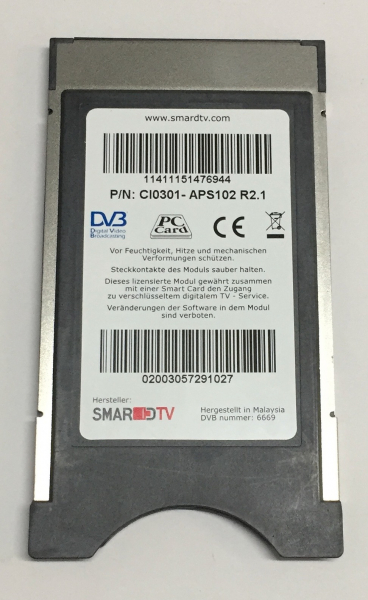 www.smardtv.com
11411151476944
P/N: CI0301- APS102 R2.1
DVB
Digital Video
Broadcasting
PC
Card
CE
Vor Feuchtigkeit, Hitze und mechanischen
Verformungen schützen.
Steckkontakte des Moduls sauber halten.
Dieses lizensierte Modul gewährt zusammen
mit einer Smart Card den Zugang
zu verschlüsseltem digitalem TV - Service.
Veränderungen der Software in dem Modul
sind verboten.
02003057291027
Hersteller:
SMARDTV
Hergestellt in Malaysia
DVB nummer: 6669